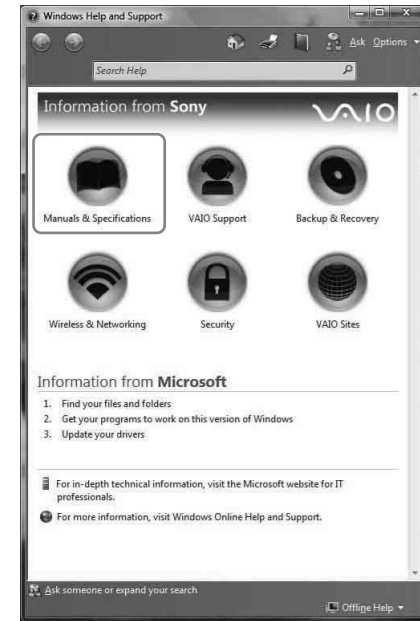 Windows Help and Support
Ask Options
Search Help
Information from Sony
VAIO
Manuals & Specifications
VAIO Support
Backup & Recovery
Wireless & Networking
Security
VAIO Sites
Information from Microsoft
1. Find your files and folders
2. Get your programs to work on this version of Windows
3. Update your drivers
For in-depth technical information, visit the Microsoft website for IT
professionals.
For more information, visit Windows Online Help and Support.
Ask someone or expand your search
Offline Help